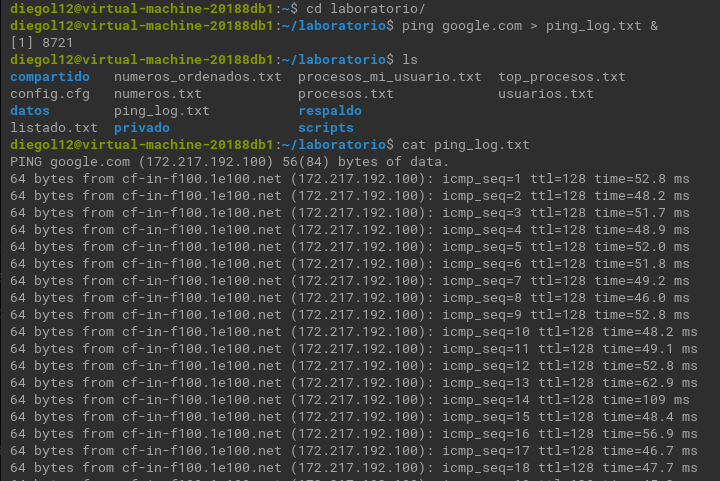 diegol12@virtual-machine-20188db1:~$ cd laboratorio/
diegol12@virtual-machine-20188db1:~/laboratorio$ ping google.com > ping_log.txt &
[1] 8721
diegol12@virtual-machine-20188db1:~/laboratorio$ ls
compartido numeros_ordenados.txt procesos_mi_usuario.txt top_procesos.txt
config.cfg numeros.txt procesos.txt usuarios.txt
datos ping_log.txt respaldo
listado.txt privado scripts
diegol12@virtual-machine-20188db1:~/laboratorio$ cat ping_log.txt
PING google.com (172.217.192.100) 56(84) bytes of data.
64 bytes from cf-in-f100.1e100.net (172.217.192.100): icmp_seq=1 ttl=128 time=52.8 ms
64 bytes from cf-in-f100.1e100.net (172.217.192.100): icmp_seq=2 ttl=128 time=48.2 ms
64 bytes from cf-in-f100.1e100.net (172.217.192.100): icmp_seq=3 ttl=128 time=51.7 ms
64 bytes from cf-in-f100.1e100.net (172.217.192.100): icmp_seq=4 ttl=128 time=48.9 ms
64 bytes from cf-in-f100.1e100.net (172.217.192.100): icmp_seq=5 ttl=128 time=52.0 ms
64 bytes from cf-in-f100.1e100.net (172.217.192.100): icmp_seq=6 ttl=128 time=51.8 ms
64 bytes from cf-in-f100.1e100.net (172.217.192.100): icmp_seq=7 ttl=128 time=49.2 ms
64 bytes from cf-in-f100.1e100.net (172.217.192.100): icmp_seq=8 ttl=128 time=46.0 ms
64 bytes from cf-in-f100.1e100.net (172.217.192.100): icmp_seq=9 ttl=128 time=52.8 ms
64 bytes from cf-in-f100.1e100.net (172.217.192.100): icmp_seq=10 ttl=128 time=48.2 ms
64 bytes from cf-in-f100.1e100.net (172.217.192.100): icmp_seq=11 ttl=128 time=49.1 ms
64 bytes from cf-in-f100.1e100.net (172.217.192.100): icmp_seq=12 ttl=128 time=52.8 ms
64 bytes from cf-in-f100.1e100.net (172.217.192.100): icmp_seq=13 ttl=128 time=62.9 ms
64 bytes from cf-in-f100.1e100.net (172.217.192.100): icmp_seq=14 ttl=128 time=109 ms
64 bytes from cf-in-f100.1e100.net (172.217.192.100): icmp_seq=15 ttl=128 time=48.4 ms
64 bytes from cf-in-f100.1e100.net (172.217.192.100): icmp_seq=16 ttl=128 time=56.9 ms
64 bytes from cf-in-f100.1e100.net (172.217.192.100): icmp_seq=17 ttl=128 time=46.7 ms
64 bytes from cf-in-f100.1e100.net (172.217.192.100): icmp_seq=18 ttl=128 time=47.7 ms